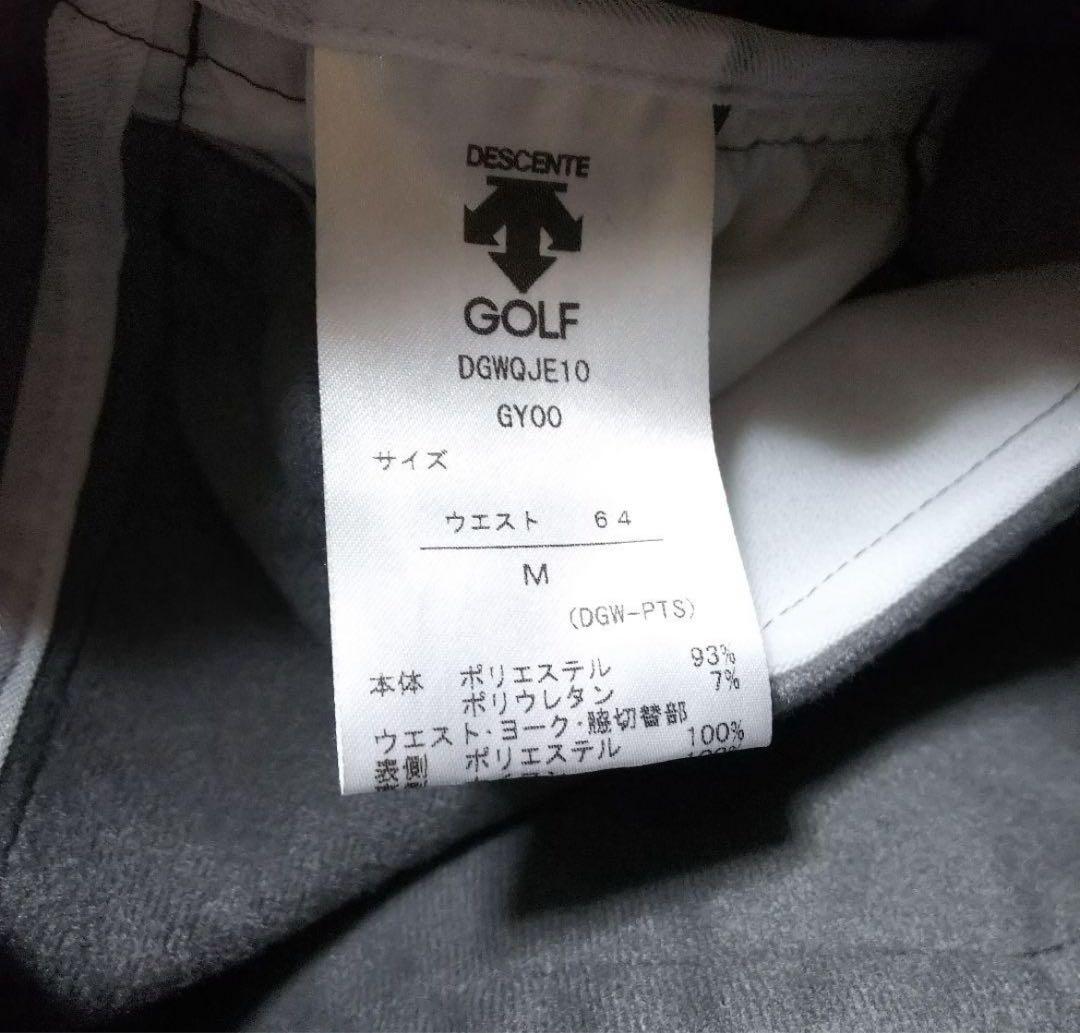 DESCENTE
GOLF
DGWQJE10
GY00
サイズ
ウエスト 64
M
(DGW-PTS)
本体 ポリエステル 93%
ポリウレタン 7%
ウエスト・ヨーク・脇切替部
表側 ポリエステル 100%